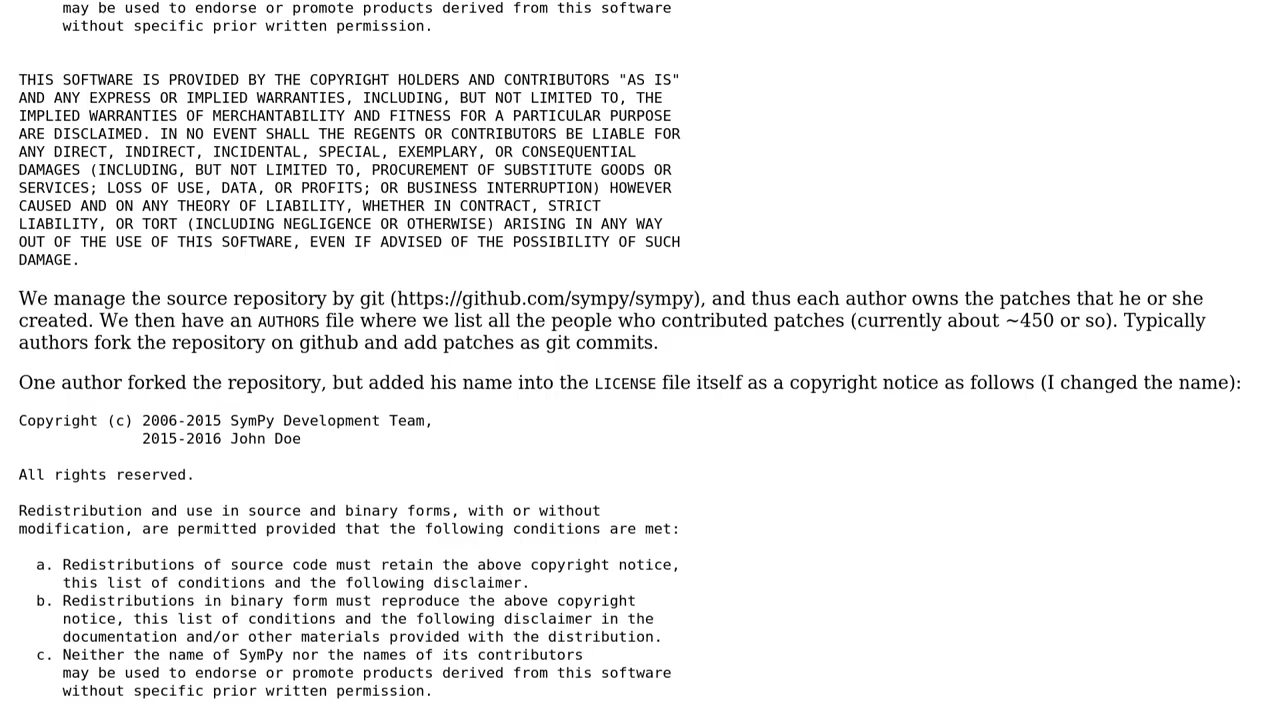 may be used to endorse or promote products derived from this software
without specific prior written permission.
THIS SOFTWARE IS PROVIDED BY THE COPYRIGHT HOLDERS AND CONTRIBUTORS "AS IS"
AND ANY EXPRESS OR IMPLIED WARRANTIES, INCLUDING, BUT NOT LIMITED TO, THE
IMPLIED WARRANTIES OF MERCHANTABILITY AND FITNESS FOR A PARTICULAR PURPOSE
ARE DISCLAIMED. IN NO EVENT SHALL THE REGENTS OR CONTRIBUTORS BE LIABLE FOR
ANY DIRECT, INDIRECT, INCIDENTAL, SPECIAL, EXEMPLARY, OR CONSEQUENTIAL
DAMAGES (INCLUDING, BUT NOT LIMITED TO, PROCUREMENT OF SUBSTITUTE GOODS OR
SERVICES; LOSS OF USE, DATA, OR PROFITS; OR BUSINESS INTERRUPTION) HOWEVER
CAUSED AND ON ANY THEORY OF LIABILITY, WHETHER IN CONTRACT, STRICT
LIABILITY, OR TORT (INCLUDING NEGLIGENCE OR OTHERWISE) ARISING IN ANY WAY
OUT OF THE USE OF THIS SOFTWARE, EVEN IF ADVISED OF THE POSSIBILITY OF SUCH
DAMAGE.
We manage the source repository by git (https://github.com/sympy/sympy), and thus each author owns the patches that he or she
created. We then have an AUTHORS file where we list all the people who contributed patches (currently about ~450 or so). Typically
authors fork the repository on github and add patches as git commits.
One author forked the repository, but added his name into the LICENSE file itself as a copyright notice as follows (I changed the name):
Copyright (c) 2006-2015 SymPy Development Team,
2015-2016 John Doe
All rights reserved.
Redistribution and use in source and binary forms, with or without
modification, are permitted provided that the following conditions are met:
a. Redistributions of source code must retain the above copyright notice,
this list of conditions and the following disclaimer.
b. Redistributions in binary form must reproduce the above copyright
notice, this list of conditions and the following disclaimer in the
documentation and/or other materials provided with the distribution.
c. Neither the name of SymPy nor the names of its contributors
may be used to endorse or promote products derived from this software
without specific prior written permission.